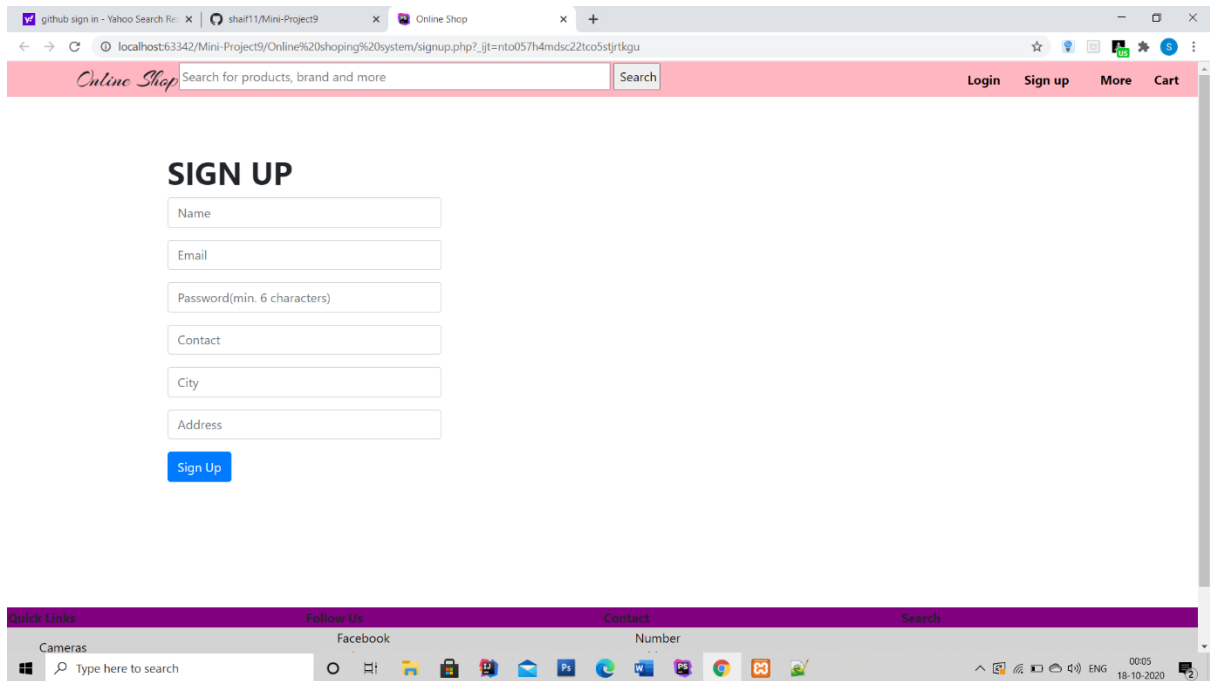 github sign in - Yahoo Search Re: shaif11/Mini-Project9 Online Shop
localhost:63342/Mini-Project9/Online%20shoping%20system/signup.php?_ijt=nto057h4mdsc22tco5stjrtkgu
Online Shop Search for products, brand and more Search Login Sign up More Cart
SIGN UP
Name
Email
Password(min. 6 characters)
Contact
City
Address
Sign Up
Quick Links Follow Us Contact Search
Facebook Number
Cameras
Type here to search ENG 00:05
18-10-2020